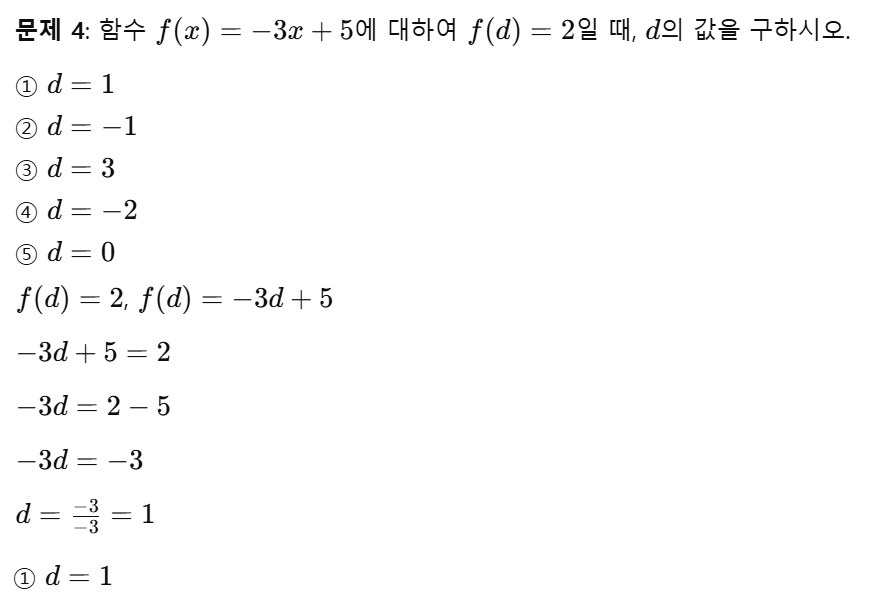 문제 4: 함수 f(x) = −3x + 5에 대하여 f(d) = 2일 때, d의 값을 구하시오.
① d = 1
② d = −1
③ d = 3
④ d = −2
⑤ d = 0
f(d) = 2, f(d) = −3d + 5
−3d + 5 = 2
−3d = 2 − 5
−3d = −3
d = \frac{−3}{−3} = 1
① d = 1